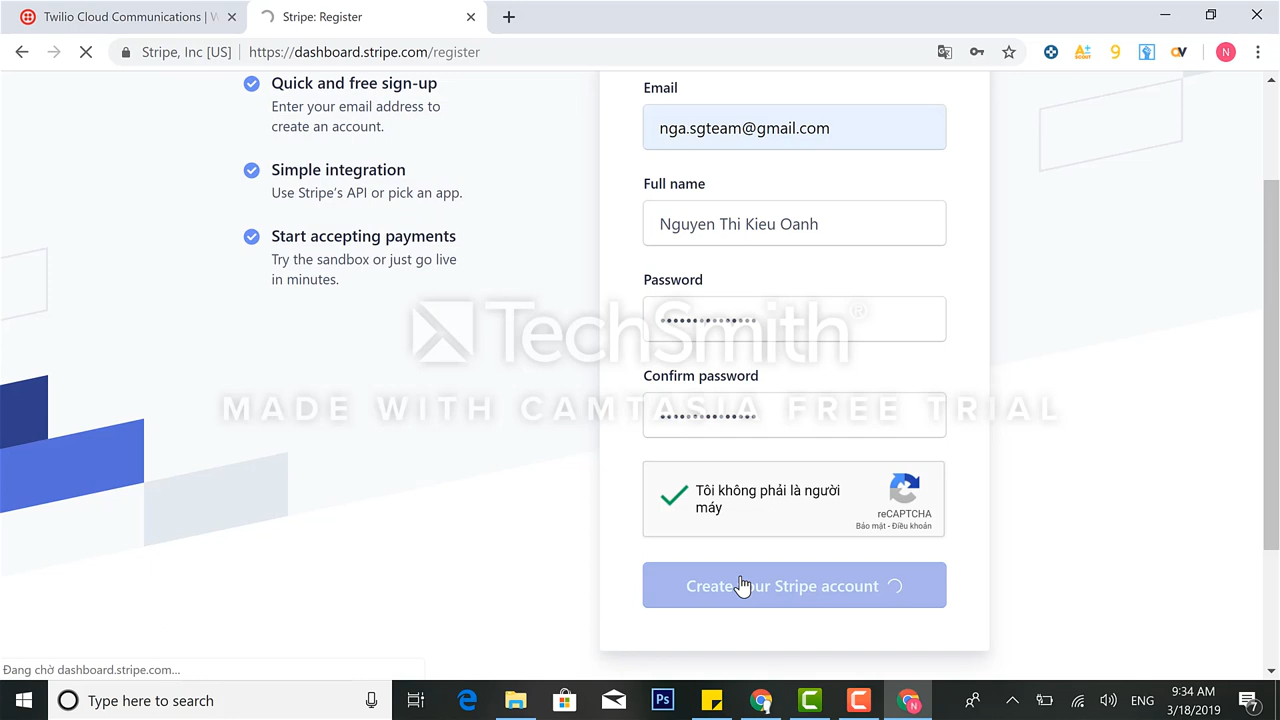 Twilio Cloud Communications | W
Stripe: Register
Stripe, Inc [US]
https://dashboard.stripe.com/register
Quick and free sign-up
Enter your email address to
create an account.
Simple integration
Use Stripe's API or pick an app.
Start accepting payments
Try the sandbox or just go live
in minutes.
Email
nga.sgteam@gmail.com
Full name
Nguyen Thi Kieu Oanh
Password
TechSmith®
Confirm password
MADE WITH CAMTASIA FREE TRIAL
Tôi không phải là người
máy
reCAPTCHA
Bảo mật - Điều khoản
Create your Stripe account
Đang chờ dashboard.stripe.com...
Type here to search
ENG
9:34 AM
3/18/2019